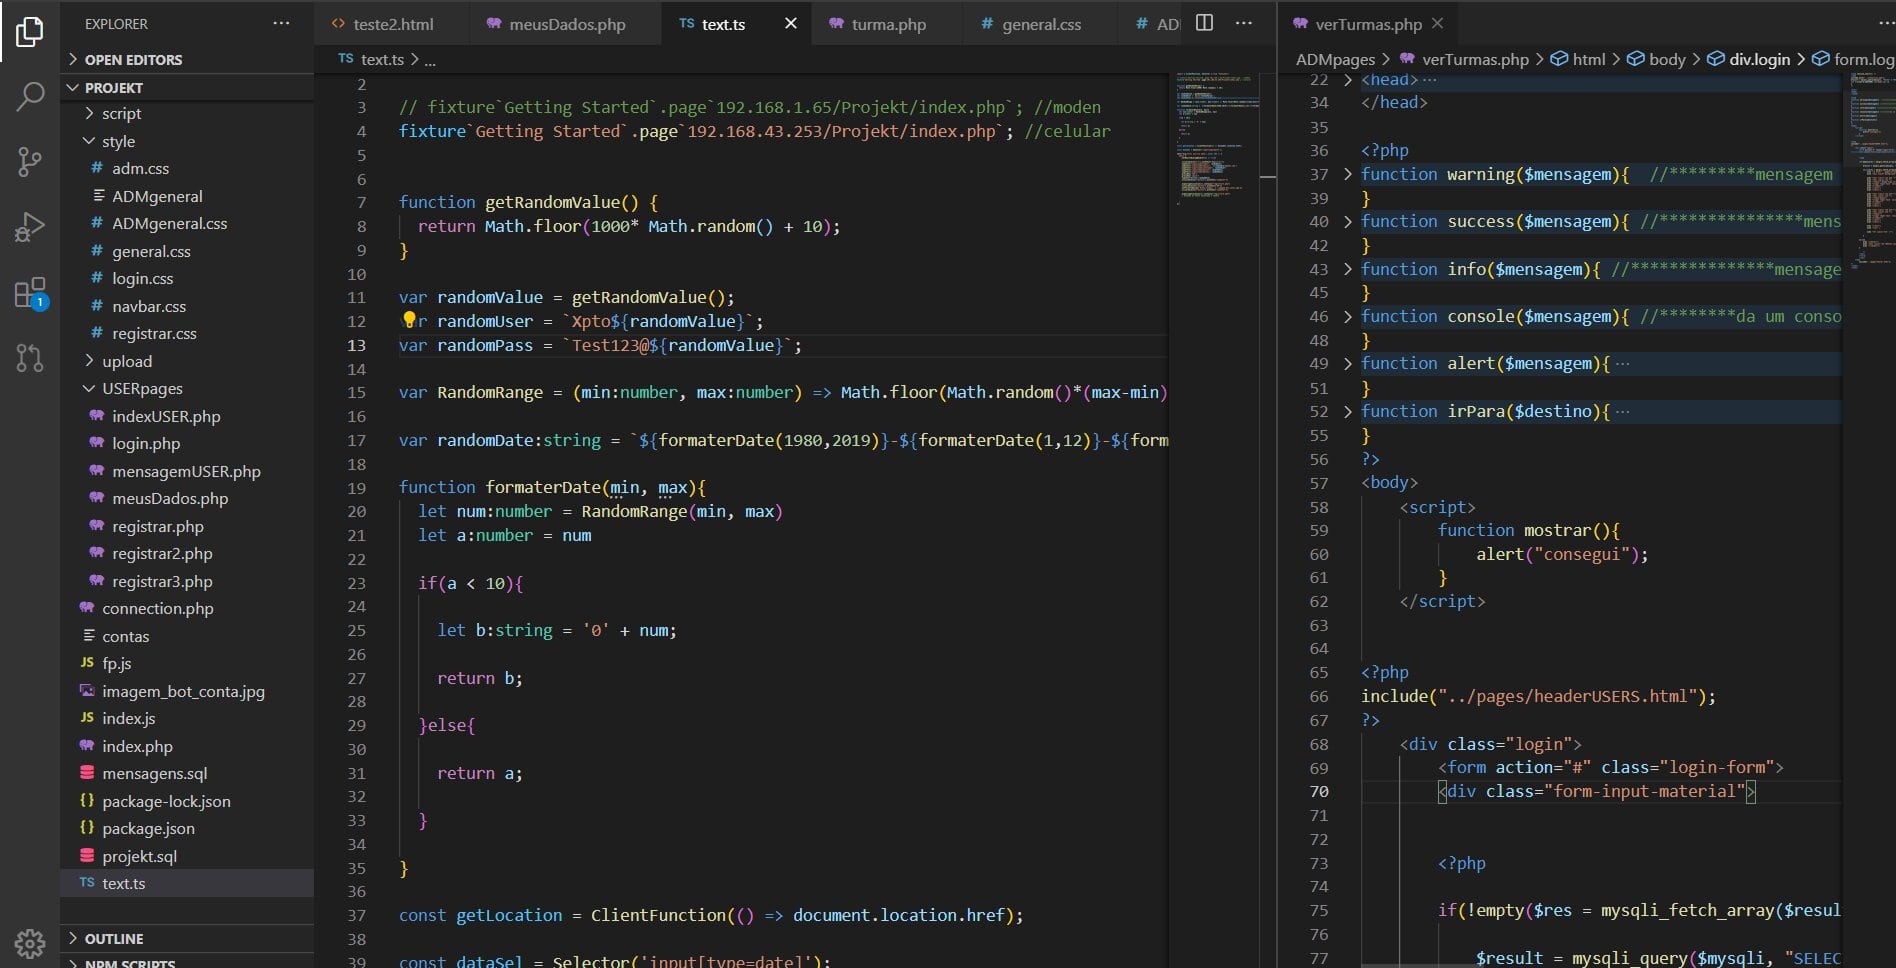 EXPLORER
OPEN EDITORS
PROJEKT
script
style
adm.css
ADMgeneral
ADMgeneral.css
general.css
login.css
navbar.css
registrar.css
upload
USERpages
indexUSER.php
login.php
mensagemUSER.php
meusDados.php
registrar.php
registrar2.php
registrar3.php
connection.php
contas
JS fp.js
imagem_bot_conta.jpg
JS index.js
index.php
mensagens.sql
{} package-lock.json
{} package.json
projekt.sql
TS text.ts
OUTLINE
NPM SCRIPTS
1
teste2.html
meusDados.php
TS text.ts
turma.php
# general.css
# AD
TS text.ts > ...
2
3 // fixture`Getting Started`.page`192.168.1.65/Projekt/index.php`; //moden
4 fixture`Getting Started`.page`192.168.43.253/Projekt/index.php`; //celular
5
6
7 function getRandomValue() {
8 return Math.floor(1000* Math.random() + 10);
9 }
10
11 var randomValue = getRandomValue();
12 var randomUser = `Xpto${randomValue}`;
13 var randomPass = `Test123@${randomValue}`;
14
15 var RandomRange = (min:number, max:number) => Math.floor(Math.random()*(max-min)
16
17 var randomDate:string = `${formaterDate(1980,2019)}-${formaterDate(1,12)}-${form
18
19 function formaterDate(min, max){
20 let num:number = RandomRange(min, max)
21 let a:number = num
22
23 if(a < 10){
24
25 let b:string = '0' + num;
26
27 return b;
28
29 }else{
30
31 return a;
32
33 }
34
35 }
36
37 const getLocation = ClientFunction(() => document.location.href);
38
39 const dataSel = Selector('input[type=date]');
verTurmas.php
ADMpages > verTurmas.php > html > body > div.login > form.log
22 <head>...
34 </head>
35
36 <?php
37 function warning($mensagem){ //*********mensagem
39 }
40 function success($mensagem){ //***************mens
42 }
43 function info($mensagem){ //***************mensage
45 }
46 function console($mensagem){ //********da um conso
48 }
49 function alert($mensagem){...
51 }
52 function irPara($destino){...
55 }
56 ?>
57 <body>
58 <script>
59 function mostrar(){
60 alert("consegui");
61 }
62 </script>
63
64
65 <?php
66 include("../pages/headerUSERS.html");
67 ?>
68 <div class="login">
69 <form action="#" class="login-form">
70 <div class="form-input-material">
71
72
73 <?php
74
75 if(!empty($res = mysqli_fetch_array($resul
76
77 $result = mysqli_query($mysqli, "SELEC